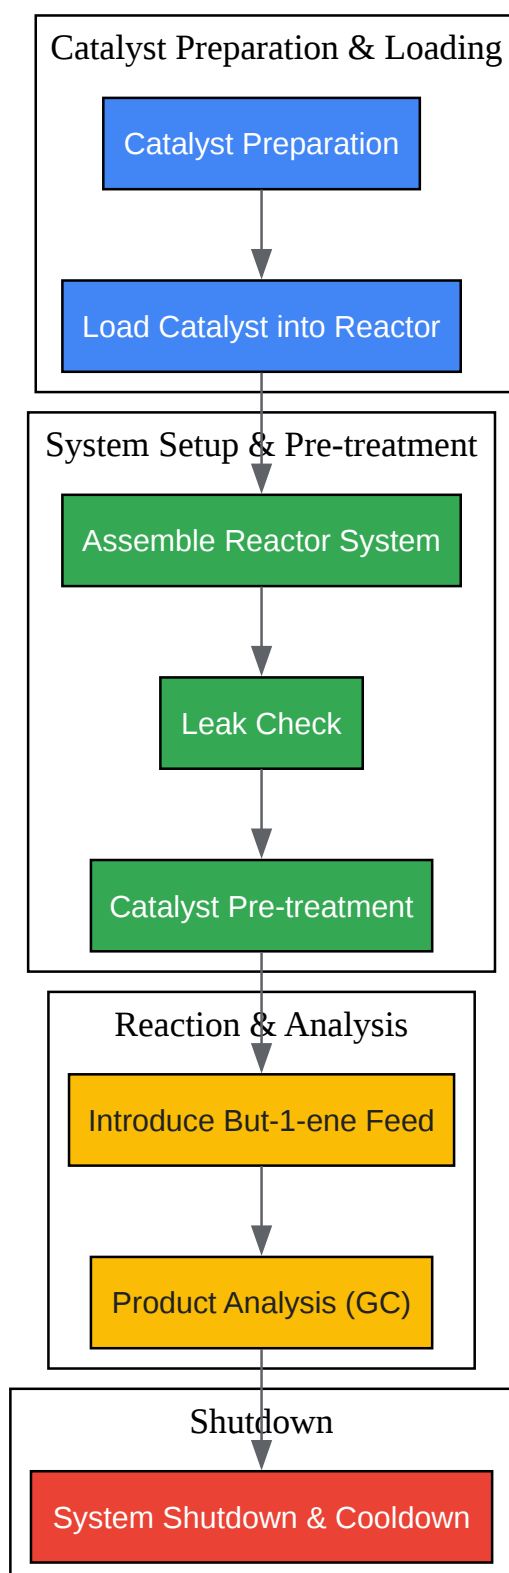 Catalyst Preparation & Loading
Catalyst Preparation
Load Catalyst into Reactor
System Setup & Pre-treatment
Assemble Reactor System
Leak Check
Catalyst Pre-treatment
Reaction & Analysis
Introduce But-1-ene Feed
Product Analysis (GC)
Shutdown
System Shutdown & Cooldown